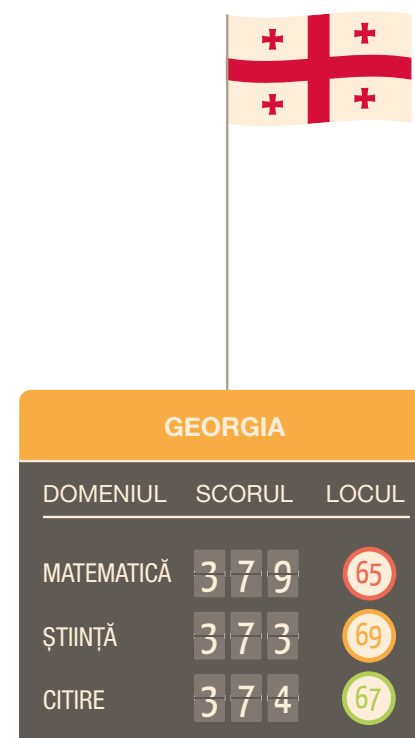 GEORGIA
DOMENIUL SCORUL LOCUL
MATEMATICĂ 379 65
ȘTIINȚĂ 373 69
CITIRE 374 67